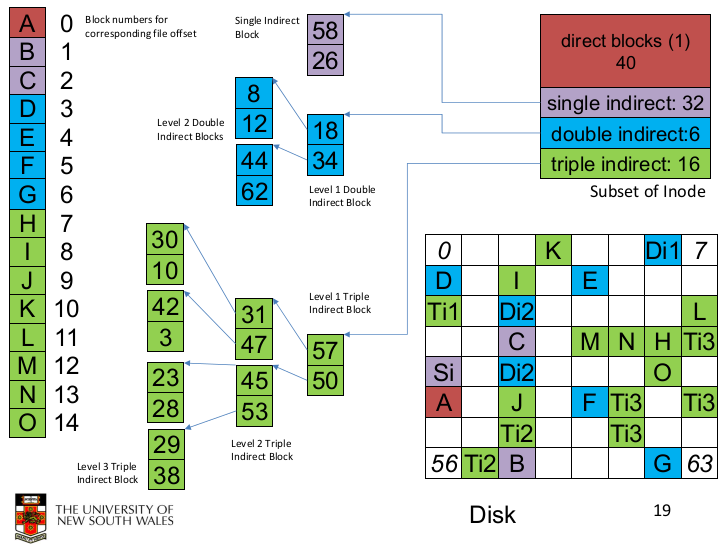 A 0
B 1
C 2
D 3
E 4
F 5
G 6
H 7
I 8
J 9
K 10
L 11
M 12
N 13
O 14
Block numbers for
corresponding file offset
Single Indirect
Block
58
26
Level 2 Double
Indirect Blocks
8
12
44
62
18
34
Level 1 Double
Indirect Block
direct blocks (1)
40
single indirect: 32
double indirect:6
triple indirect: 16
Subset of Inode
30
10
42
3
23
28
29
38
Level 3 Triple
Indirect Block
31
47
45
53
Level 2 Triple
Indirect Block
Level 1 Triple
Indirect Block
57
50
0 K Di1 7
D I E
Ti1 Di2 L
C M N H Ti3
Si Di2 O
A J F Ti3 Ti3
Ti2 Ti3
56 Ti2 B G 63
Disk
THE UNIVERSITY OF
NEW SOUTH WALES
19